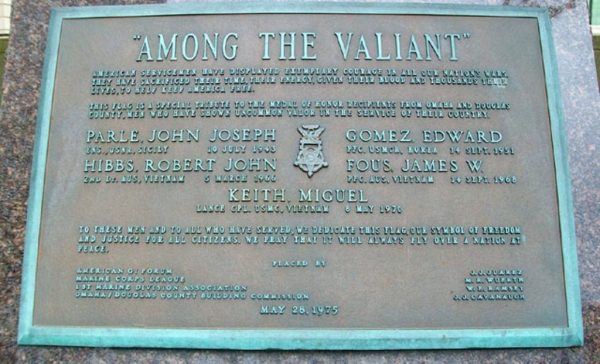 "AMONG THE VALIANT"
AMERICAN SERVICEMEN HAVE DISPLAYED EXEMPLARY COURAGE IN ALL OUR NATION'S WARS.
THEY HAVE SACRIFICED THEIR TIME, THEIR ENERGY, GIVEN THEIR BLOOD AND THOUSANDS THEIR
LIVES, TO HELP KEEP AMERICA FREE.
THIS FLAG IS A SPECIAL TRIBUTE TO THE MEDAL OF HONOR RECIPIENTS FROM OMAHA AND DOUGLAS
COUNTY, MEN WHO HAVE SHOWN UNCOMMON VALOR IN THE SERVICE OF THEIR COUNTRY.
PARLE, JOHN JOSEPH
ENS., USNR, SICILY 10 JULY 1943
GOMEZ, EDWARD
PFC. USMCR, KOREA 14 SEPT. 1951
HIBBS, ROBERT JOHN
2ND LT. AUS, VIETNAM 5 MARCH 1966
FOUS, JAMES W.
PFC. AUS, VIETNAM 14 SEPT. 1968
KEITH, MIGUEL
LANCE CPL. USMC, VIETNAM 8 MAY 1970
TO THESE MEN AND TO ALL WHO HAVE SERVED, WE DEDICATE THIS FLAG, OUR SYMBOL OF FREEDOM
AND JUSTICE FOR ALL CITIZENS. WE PRAY THAT IT WILL ALWAYS FLY OVER A NATION AT
PEACE.
PLACED BY
AMERICAN GI FORUM
MARINE CORPS LEAGUE
1ST MARINE DIVISION ASSOCIATION
OMAHA/DOUGLAS COUNTY BUILDING COMMISSION
W. E. RAMSEY
J. J. CAVANAUGH
MAY 28, 1975